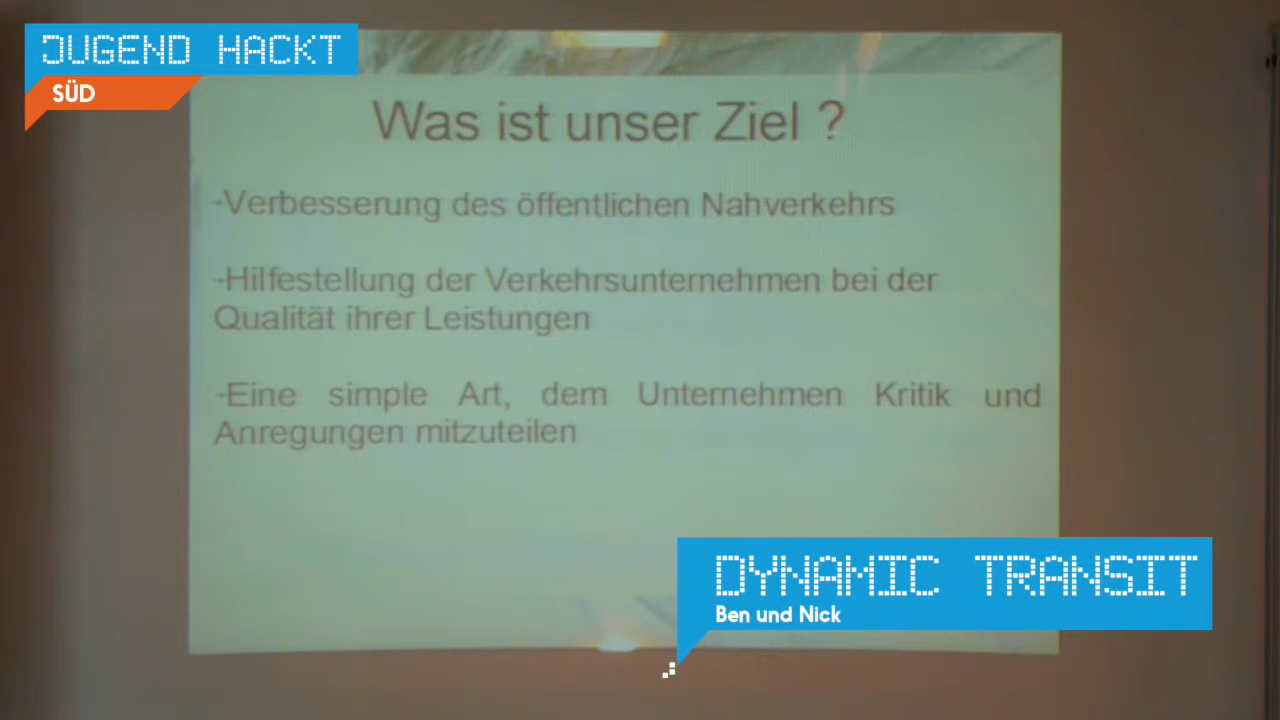 JUGEND HACKT
SÜD
Was ist unser Ziel ?
-Verbesserung des öffentlichen Nahverkehrs
-Hilfestellung der Verkehrsunternehmen bei der
Qualität ihrer Leistungen
-Eine simple Art, dem Unternehmen Kritik und
Anregungen mitzuteilen
DYNAMIC TRANSIT
Ben und Nick